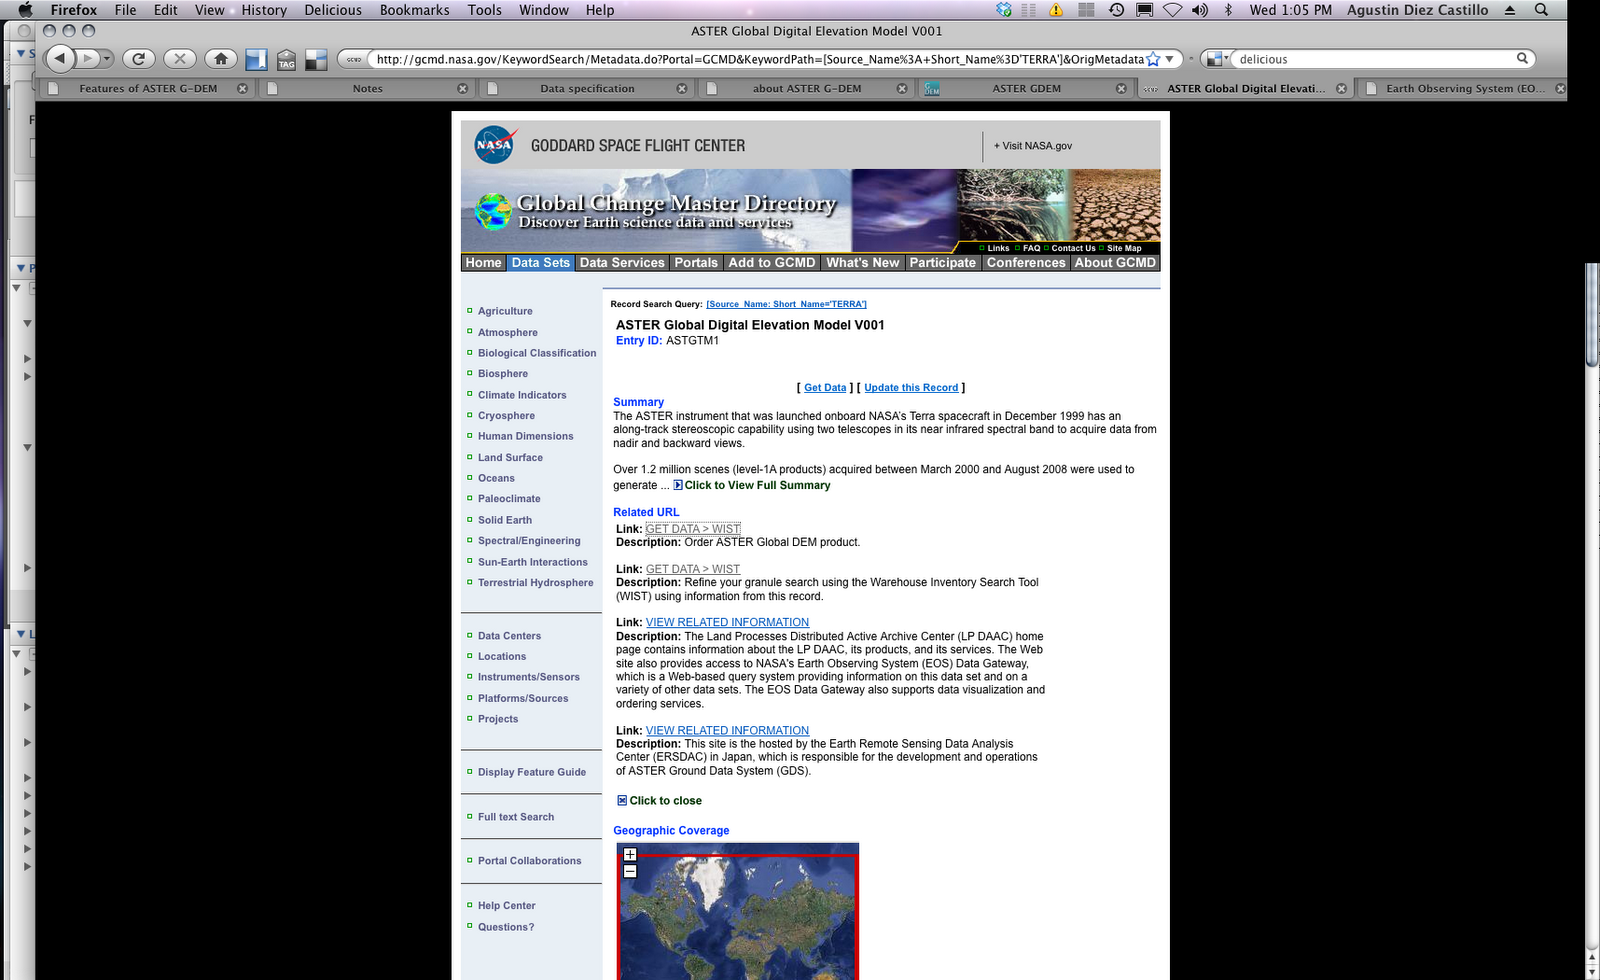 Firefox File Edit View History Delicious Bookmarks Tools Window Help Wed 1:05 PM Agustin Diez Castillo
ASTER Global Digital Elevation Model V001
TAG GCMD http://gcmd.nasa.gov/KeywordSearch/Metadata.do?Portal=GCMD&KeywordPath=[Source_Name%3A+Short_Name%3D'TERRA']&OrigMetadata delicious
Features of ASTER G-DEM Notes Data specification about ASTER G-DEM ASTER GDEM ASTER Global Digital Elevati... Earth Observing System (EO...
NASA GODDARD SPACE FLIGHT CENTER + Visit NASA.gov
Global Change Master Directory
Discover Earth science data and services
Links FAQ Contact Us Site Map
Home Data Sets Data Services Portals Add to GCMD What's New Participate Conferences About GCMD
Agriculture
Atmosphere
Biological Classification
Biosphere
Climate Indicators
Cryosphere
Human Dimensions
Land Surface
Oceans
Paleoclimate
Solid Earth
Spectral/Engineering
Sun-Earth Interactions
Terrestrial Hydrosphere
Data Centers
Locations
Instruments/Sensors
Platforms/Sources
Projects
Display Feature Guide
Full text Search
Portal Collaborations
Help Center
Questions?
Record Search Query: [Source_Name: Short_Name='TERRA']
ASTER Global Digital Elevation Model V001
Entry ID: ASTGTM1
[ Get Data ] [ Update this Record ]
Summary
The ASTER instrument that was launched onboard NASA's Terra spacecraft in December 1999 has an
along-track stereoscopic capability using two telescopes in its near infrared spectral band to acquire data from
nadir and backward views.
Over 1.2 million scenes (level-1A products) acquired between March 2000 and August 2008 were used to
generate ... Click to View Full Summary
Related URL
Link: GET DATA > WIST
Description: Order ASTER Global DEM product.
Link: GET DATA > WIST
Description: Refine your granule search using the Warehouse Inventory Search Tool
(WIST) using information from this record.
Link: VIEW RELATED INFORMATION
Description: The Land Processes Distributed Active Archive Center (LP DAAC) home
page contains information about the LP DAAC, its products, and its services. The Web
site also provides access to NASA's Earth Observing System (EOS) Data Gateway,
which is a Web-based query system providing information on this data set and on a
variety of other data sets. The EOS Data Gateway also supports data visualization and
ordering services.
Link: VIEW RELATED INFORMATION
Description: This site is the hosted by the Earth Remote Sensing Data Analysis
Center (ERSDAC) in Japan, which is responsible for the development and operations
of ASTER Ground Data System (GDS).
Click to close
Geographic Coverage